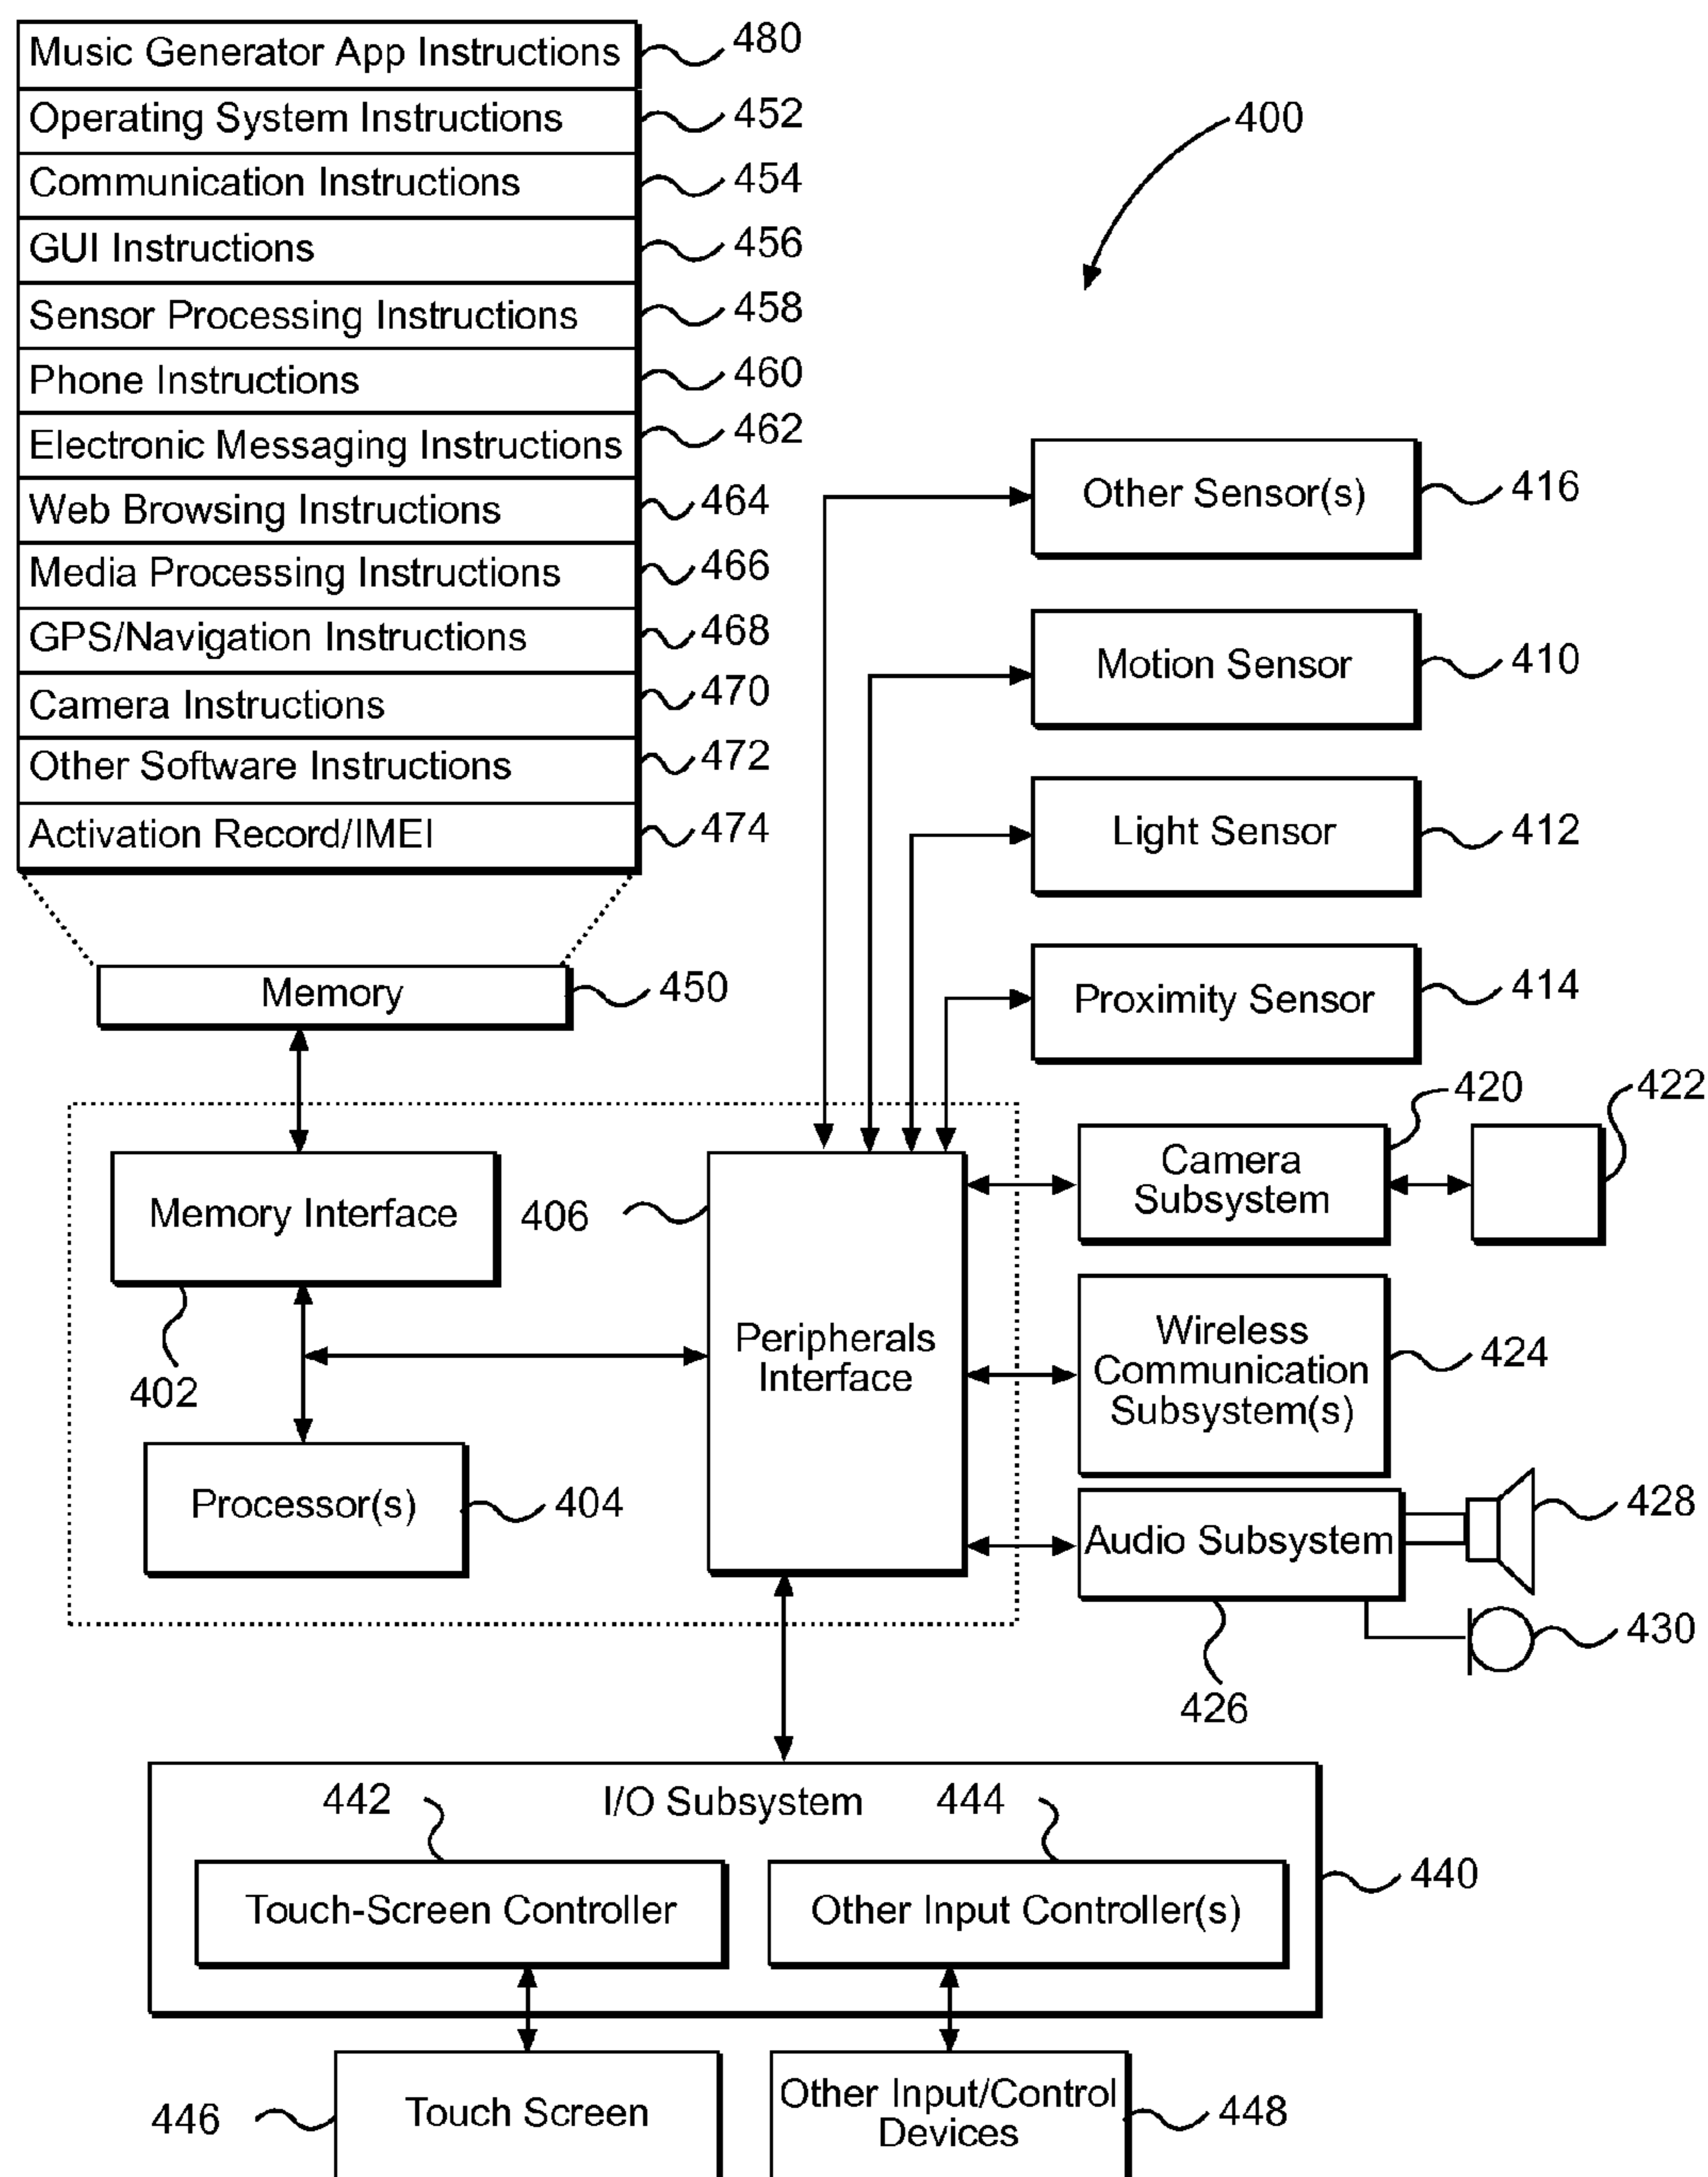 Music Generator App Instructions 480
Operating System Instructions 452
Communication Instructions 454
GUI Instructions 456
Sensor Processing Instructions 458
Phone Instructions 460
Electronic Messaging Instructions 462
Web Browsing Instructions 464
Media Processing Instructions 466
GPS/Navigation Instructions 468
Camera Instructions 470
Other Software Instructions 472
Activation Record/IMEI 474
400
Other Sensor(s) 416
Motion Sensor 410
Light Sensor 412
Proximity Sensor 414
Memory 450
420
422
Camera
Subsystem
Memory Interface
402
406
Peripherals
Interface
Wireless
Communication
Subsystem(s)
424
Processor(s) 404
Audio Subsystem
426
428
430
I/O Subsystem
442
444
440
Touch-Screen Controller
Other Input Controller(s)
446
Touch Screen
Other Input/Control
Devices
448